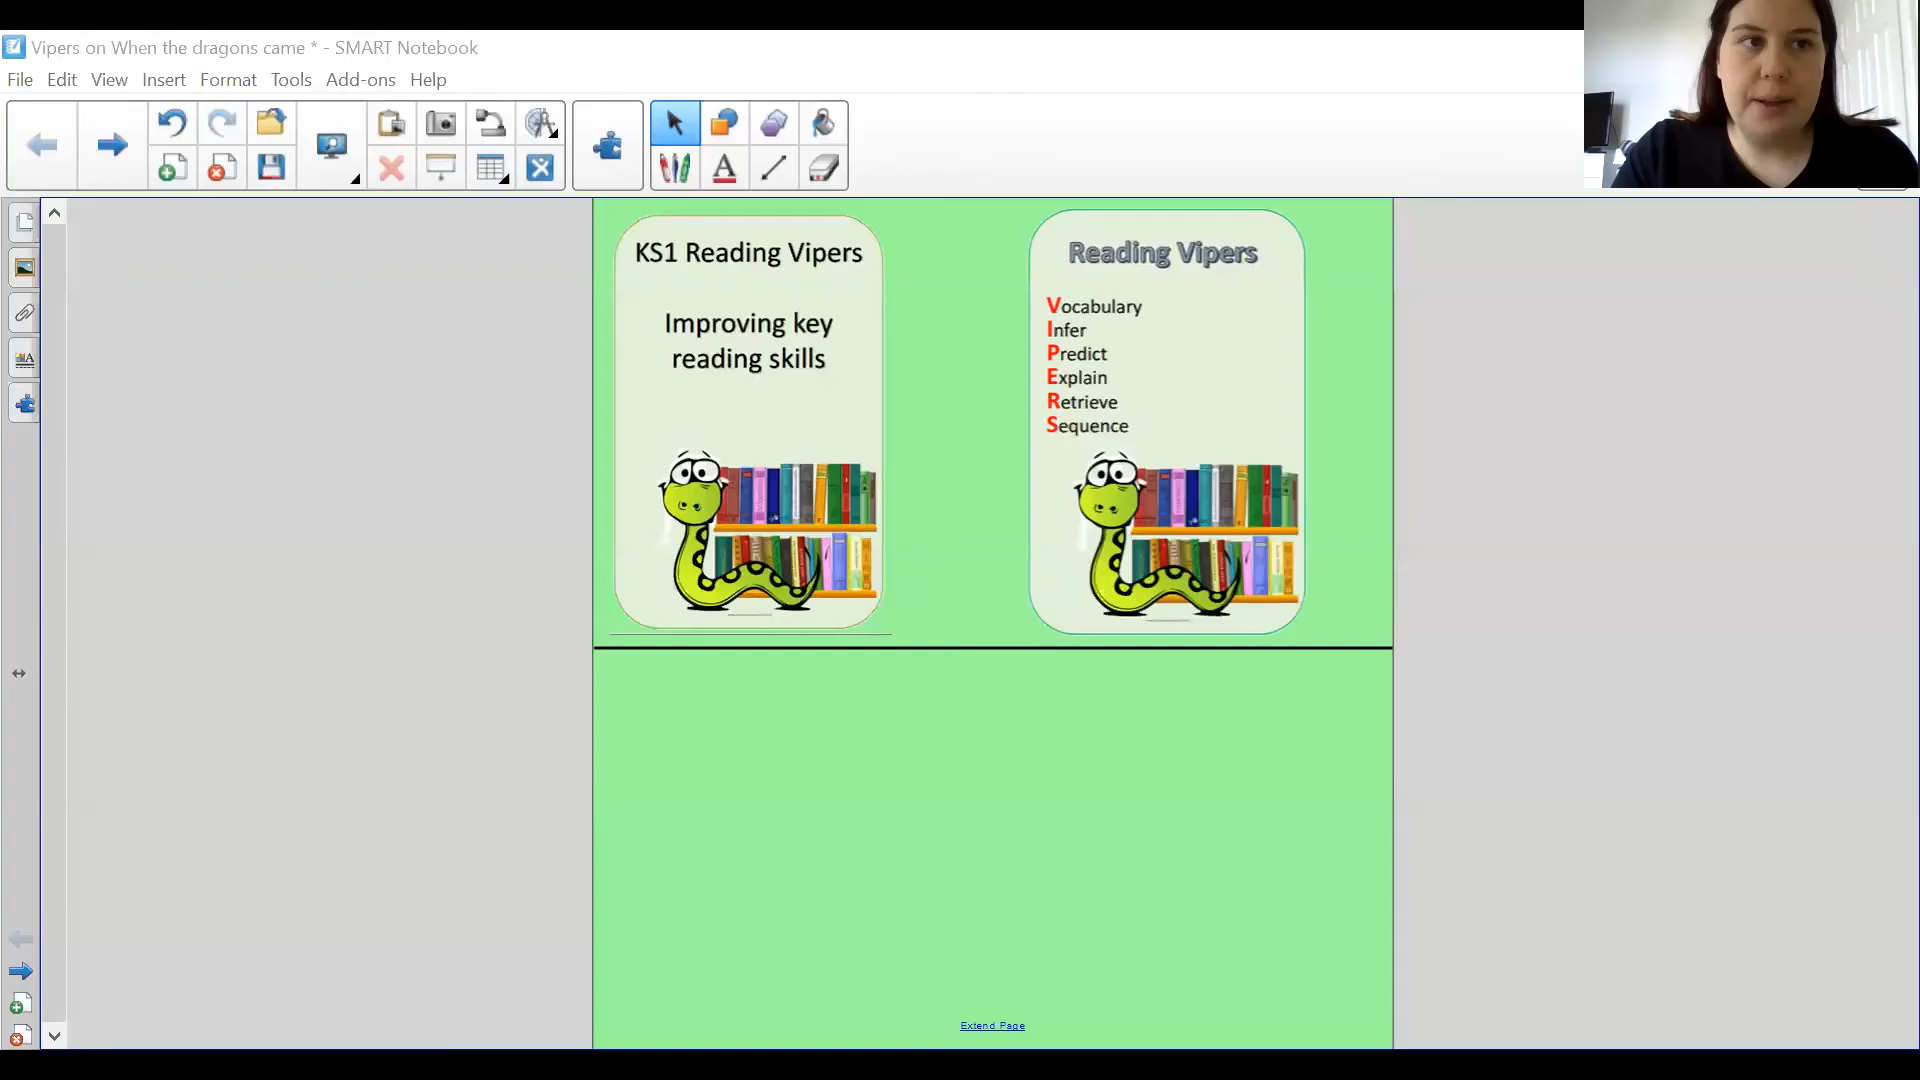 Vipers on When the dragons came * - SMART Notebook
File Edit View Insert Format Tools Add-ons Help
KS1 Reading Vipers
Improving key
reading skills
Reading Vipers
Vocabulary
Infer
Predict
Explain
Retrieve
Sequence
Extend Page